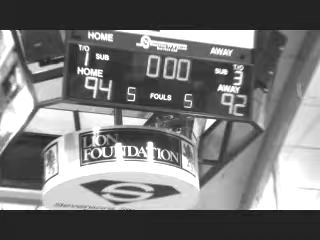 HOME AWAY
T/O T/O
1 SUB 000 SUB 3
HOME AWAY
94 5 FOULS 5 92
LION
FOUNDATION
S